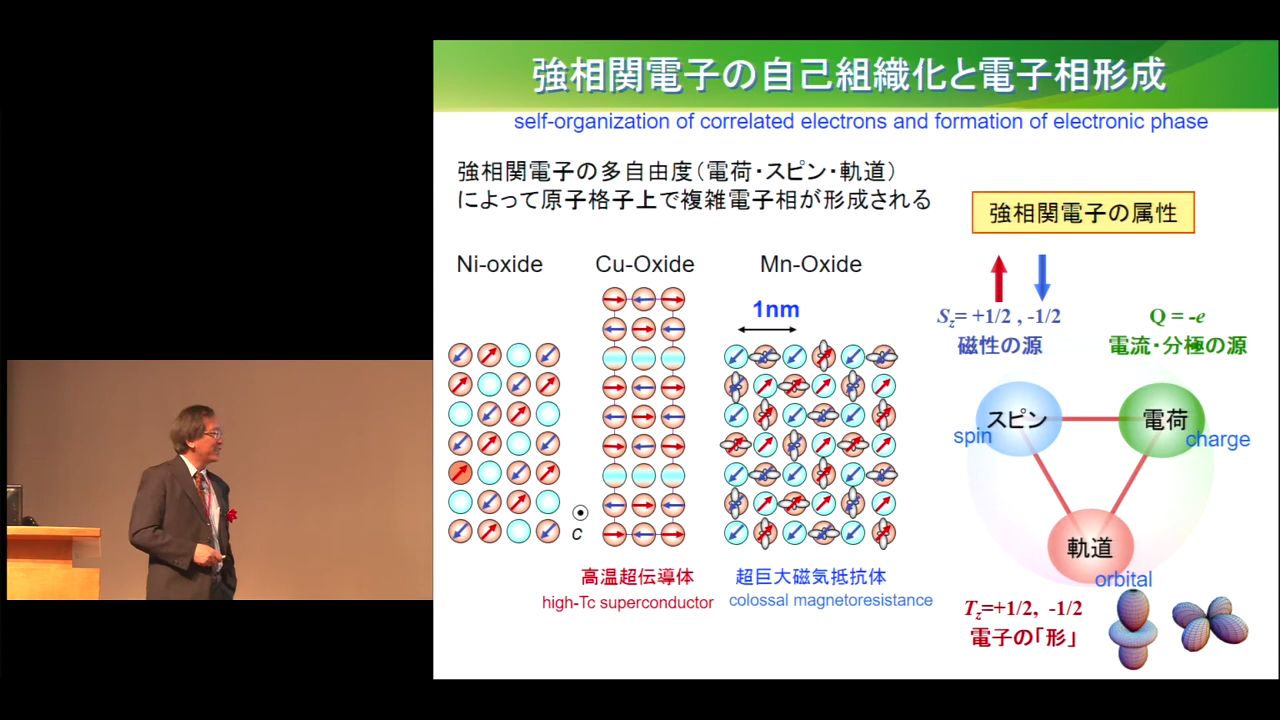 強相関電子の自己組織化と電子相形成
self-organization of correlated electrons and formation of electronic phase
強相関電子の多自由度(電荷・スピン・軌道)
によって原子格子上で複雑電子相が形成される
強相関電子の属性
Ni-oxide
Cu-Oxide
Mn-Oxide
1nm
c
高温超伝導体
high-Tc superconductor
超巨大磁気抵抗体
colossal magnetoresistance
Sz= +1/2 , -1/2
磁性の源
Q = -e
電流・分極の源
スピン
spin
電荷
charge
軌道
orbital
Tz=+1/2, -1/2
電子の「形」